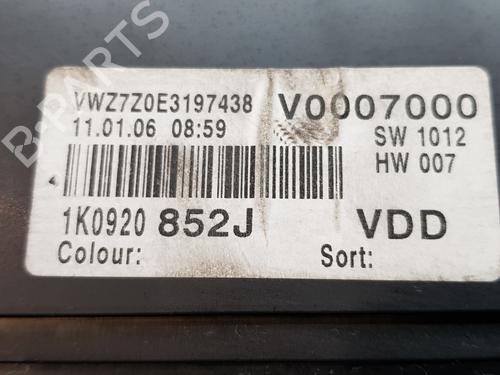 VWZ7Z0E3197438 V0007000
11.01.06 08:59 SW 1012
HW 007
1K0920 852J VDD
Colour: Sort:
B-PARTS